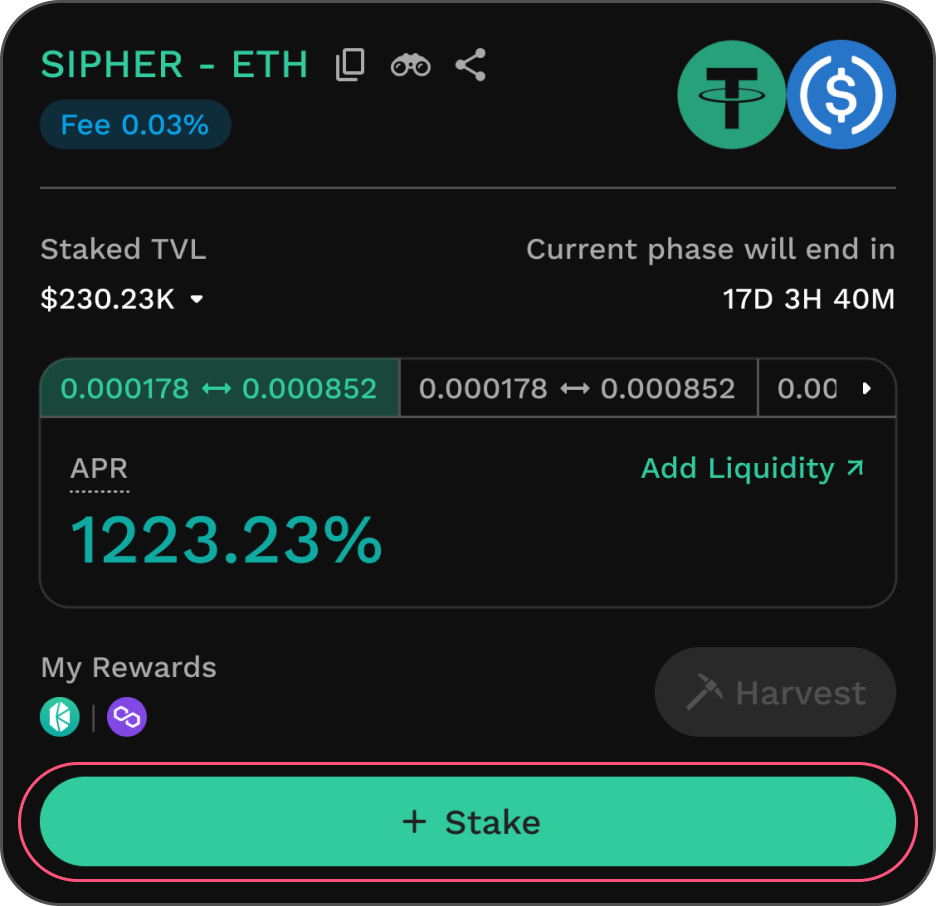 SIPHER - ETH
Fee 0.03%
Staked TVL
Current phase will end in
$230.23K
17D 3H 40M
0.000178 ↔ 0.000852
0.000178 ↔ 0.000852
0.00
APR
Add Liquidity ↗
1223.23%
My Rewards
Harvest
+ Stake